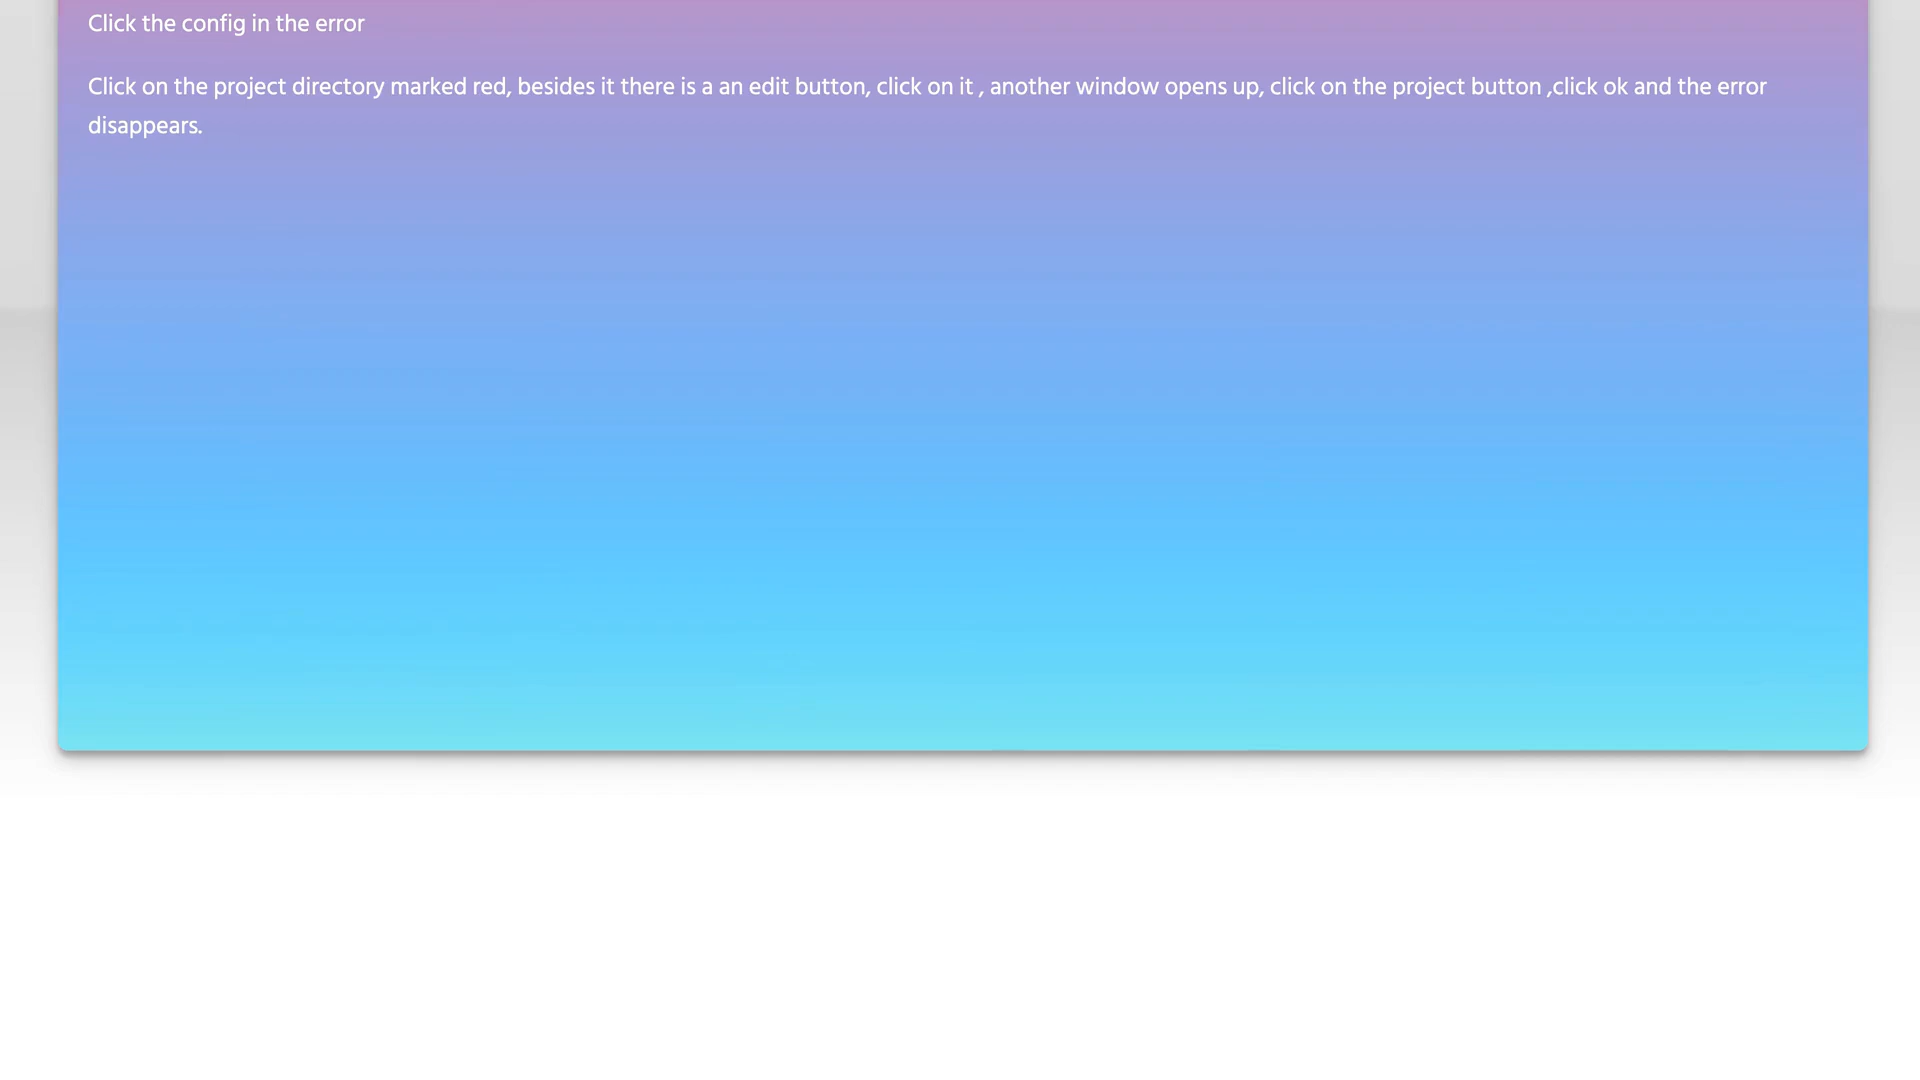 Click the config in the error
Click on the project directory marked red, besides it there is a an edit button, click on it , another window opens up, click on the project button ,click ok and the error
disappears.